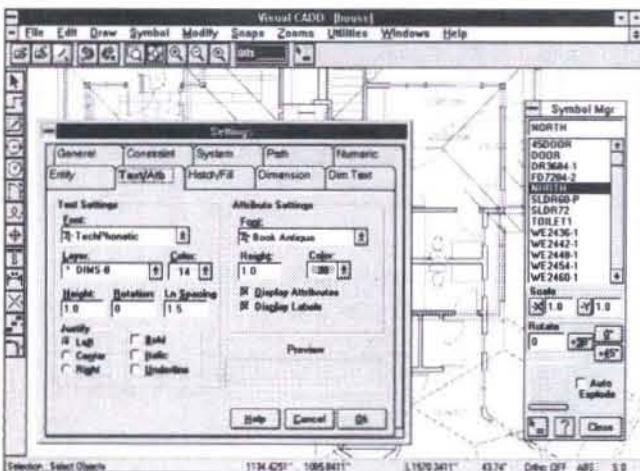 Visual CADD [house]
File Edit Draw Symbol Modify Snaps Zooms Utilities Windows Help
Settings
General Constraint System Path Numeric
Entity Text/Atb Hatch/Fill Dimension Dim Text
Text Settings
Font:
TechPhonetic
Layer: Color:
DIMS-8 14
Height: Rotation: Ln Spacing
1.0 0 1.5
Justify
Left Bold
Center Italic
Right Underline
Attribute Settings
Font:
Book Antiqua
Height: Color:
1.0
Display Attributes
Display Labels
Preview
Help Cancel Ok
Symbol Mgr
NORTH
45DOOR
DOOR
DR3684-1
FD7284-2
NORTH
SLDR60-P
SLDR72
TOILET1
WE2436-1
WE2442-1
WE2448-1
WE2454-1
WE2460-1
Scale
X 1.0 Y 1.0
Rotate
0 0°
+45°
Auto
Explode
? Close
Selection: Select Objects